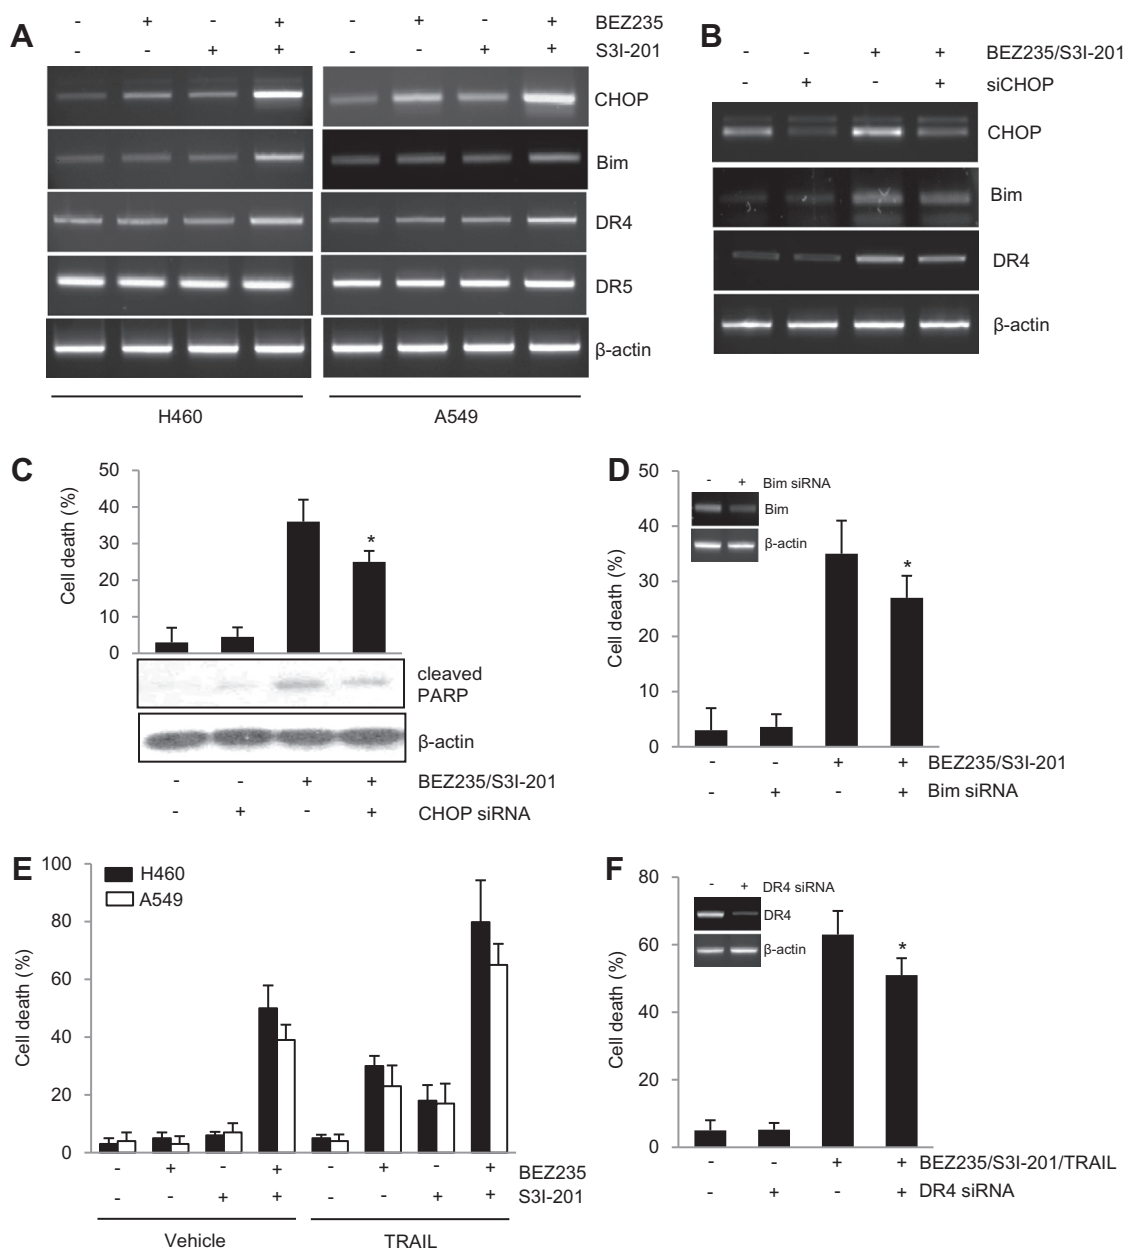 A
- + - + BEZ235
- - + + S3I-201
- + - +
- - + +
CHOP
Bim
DR4
DR5
β-actin
H460 A549
B
- - + + BEZ235/S3I-201
- + - + siCHOP
CHOP
Bim
DR4
β-actin
C
50
40
30
20
10
0
Cell death (%)
*
cleaved
PARP
β-actin
- - + + BEZ235/S3I-201
- + - + CHOP siRNA
D
50
40
30
20
10
0
Cell death (%)
- + Bim siRNA
Bim
β-actin
*
- - + + BEZ235/S3I-201
- + - + Bim siRNA
E
100
80
60
40
20
0
Cell death (%)
H460
A549
- + - + - + - + BEZ235
- - + + - - + + S3I-201
Vehicle TRAIL
F
80
60
40
20
0
Cell death (%)
- + DR4 siRNA
DR4
β-actin
*
- - + + BEZ235/S3I-201/TRAIL
- + - + DR4 siRNA